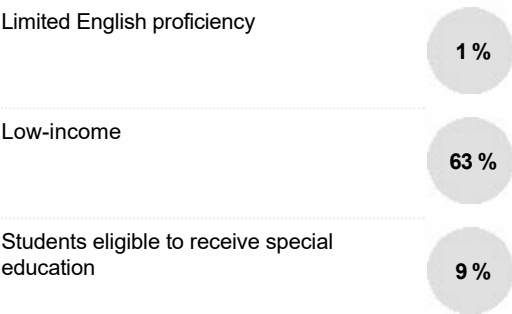 Limited English proficiency
1 %
Low-income
63 %
Students eligible to receive special
education
9 %